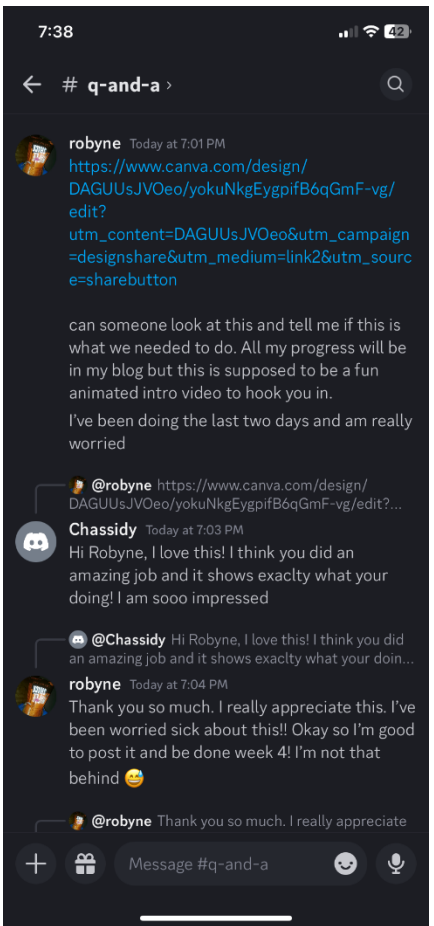 7:38
42
# q-and-a ›
robyne Today at 7:01 PM
https://www.canva.com/design/
DAGUUsJVOeo/yokuNkgEygpifB6qGmF-vg/
edit?
utm_content=DAGUUsJVOeo&utm_campaign
=designshare&utm_medium=link2&utm_sourc
e=sharebutton
can someone look at this and tell me if this is
what we needed to do. All my progress will be
in my blog but this is supposed to be a fun
animated intro video to hook you in.
I've been doing the last two days and am really
worried
@robyne https://www.canva.com/design/
DAGUUsJVOeo/yokuNkgEygpifB6qGmF-vg/edit?...
Chassidy Today at 7:03 PM
Hi Robyne, I love this! I think you did an
amazing job and it shows exaclty what your
doing! I am sooo impressed
@Chassidy Hi Robyne, I love this! I think you did
an amazing job and it shows exaclty what your doin...
robyne Today at 7:04 PM
Thank you so much. I really appreciate this. I've
been worried sick about this!! Okay so I'm good
to post it and be done week 4! I'm not that
behind 😅
@robyne Thank you so much. I really appreciate
Message #q-and-a